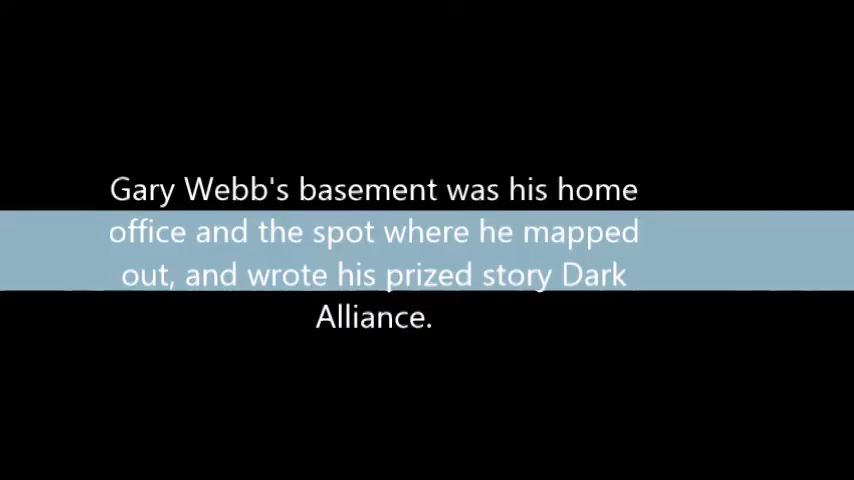 Gary Webb's basement was his home
office and the spot where he mapped
out, and wrote his prized story Dark
Alliance.